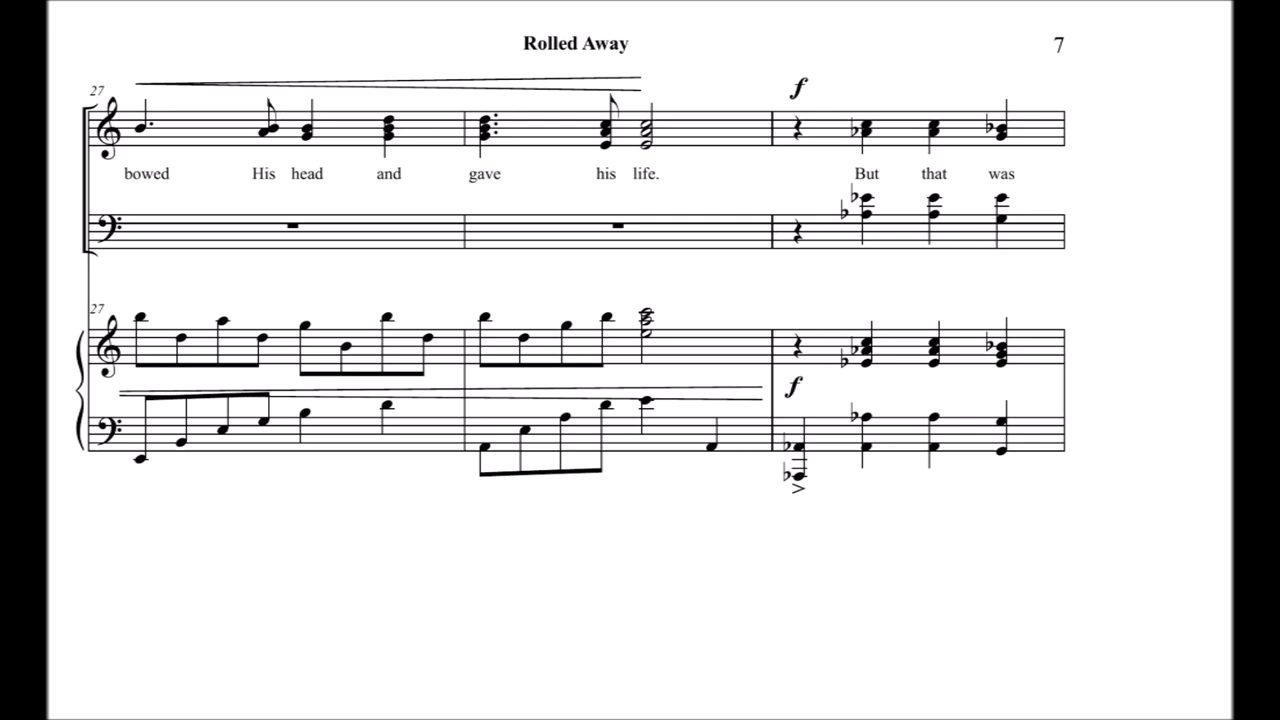 Rolled Away
7
27
f
bowed His head and gave his life. But that was
27
f